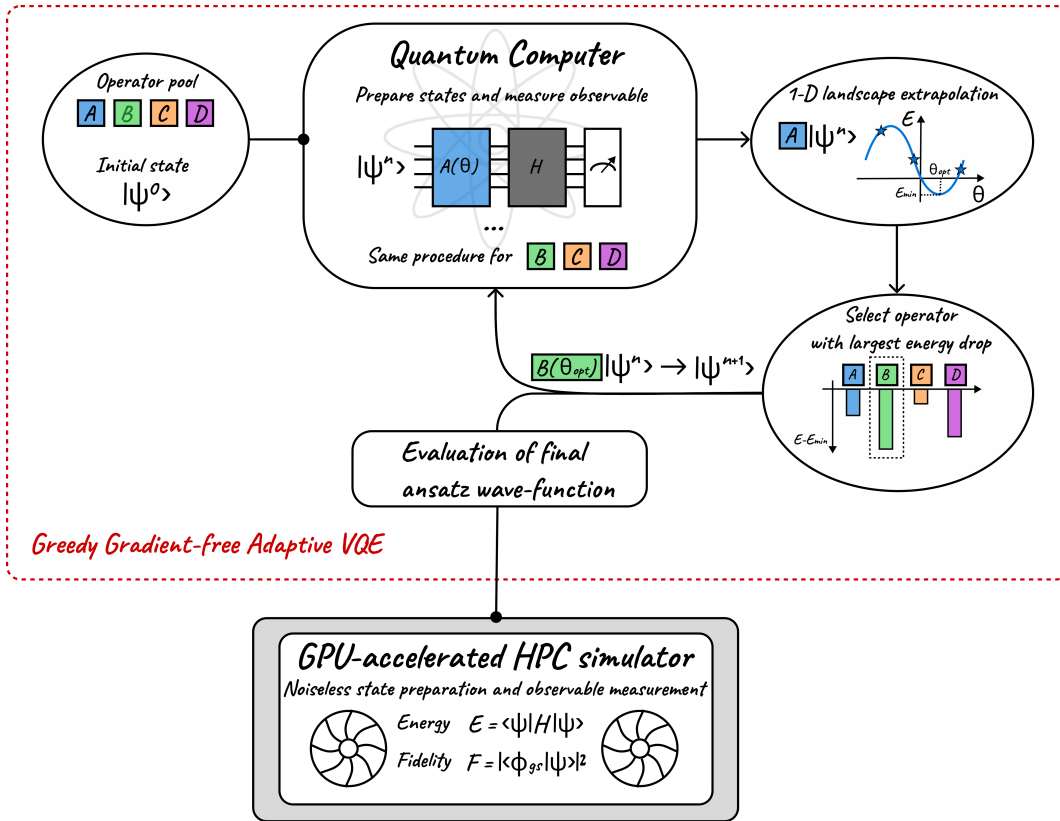 Operator pool
A B C D
Initial state
|ψ⁰›
Quantum Computer
Prepare states and measure observable
|ψⁿ› A(θ) H
...
Same procedure for B C D
1-D landscape extrapolation
A |ψⁿ›
E
θopt
Emin
θ
Select operator
with largest energy drop
A B C D
E-Emin
B(θopt) |ψⁿ› → |ψⁿ⁺¹›
Evaluation of final
ansatz wave-function
Greedy Gradient-free Adaptive VQE
GPU-accelerated HPC simulator
Noiseless state preparation and observable measurement
Energy E = ‹ψ|H|ψ›
Fidelity F = |‹ϕgs|ψ›|²